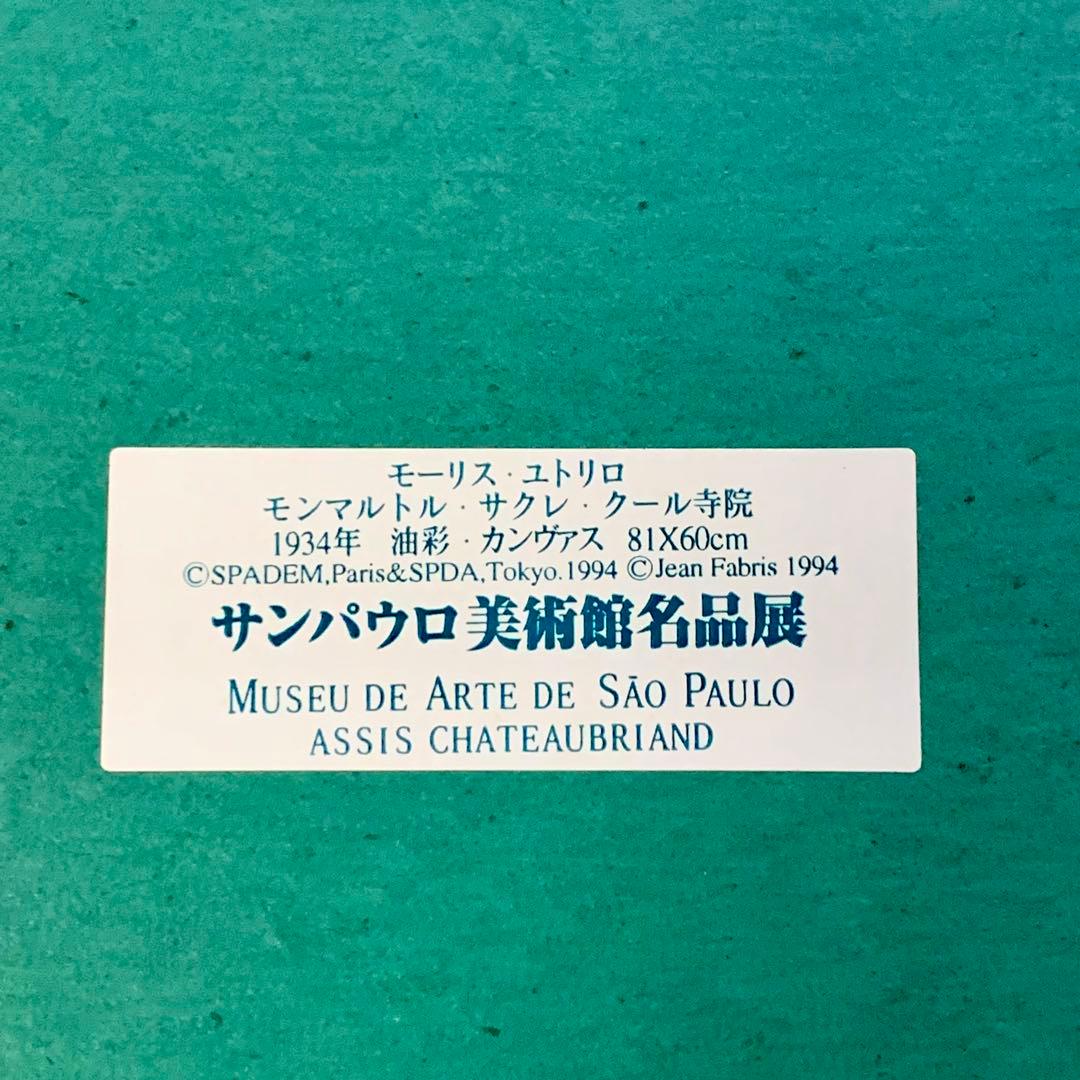 モーリス・ユトリロ
モンマルトル・サクレ・クール寺院
1934年　油彩・カンヴァス　81X60cm
©SPADEM,Paris&SPDA,Tokyo.1994 ©Jean Fabris 1994
サンパウロ美術館名品展
MUSEU DE ARTE DE SÃO PAULO
ASSIS CHATEAUBRIAND